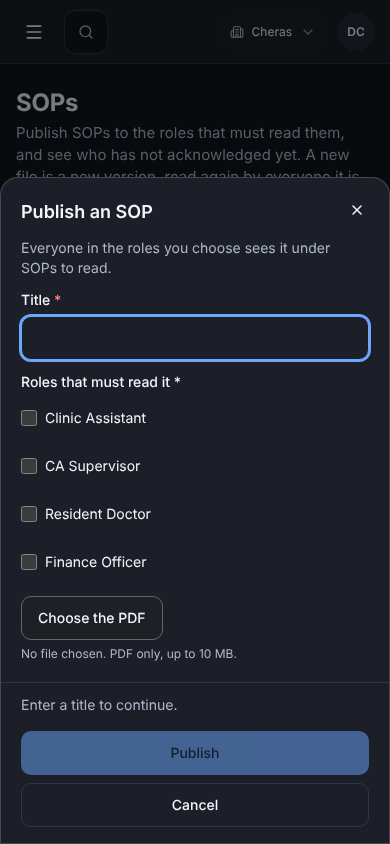 Cheras
DC
SOPs
Publish SOPs to the roles that must read them,
and see who has not acknowledged yet. A new
file is a new version, read again by everyone it is
Publish an SOP
Everyone in the roles you choose sees it under
SOPs to read.
Title *
Roles that must read it *
Clinic Assistant
CA Supervisor
Resident Doctor
Finance Officer
Choose the PDF
No file chosen. PDF only, up to 10 MB.
Enter a title to continue.
Publish
Cancel